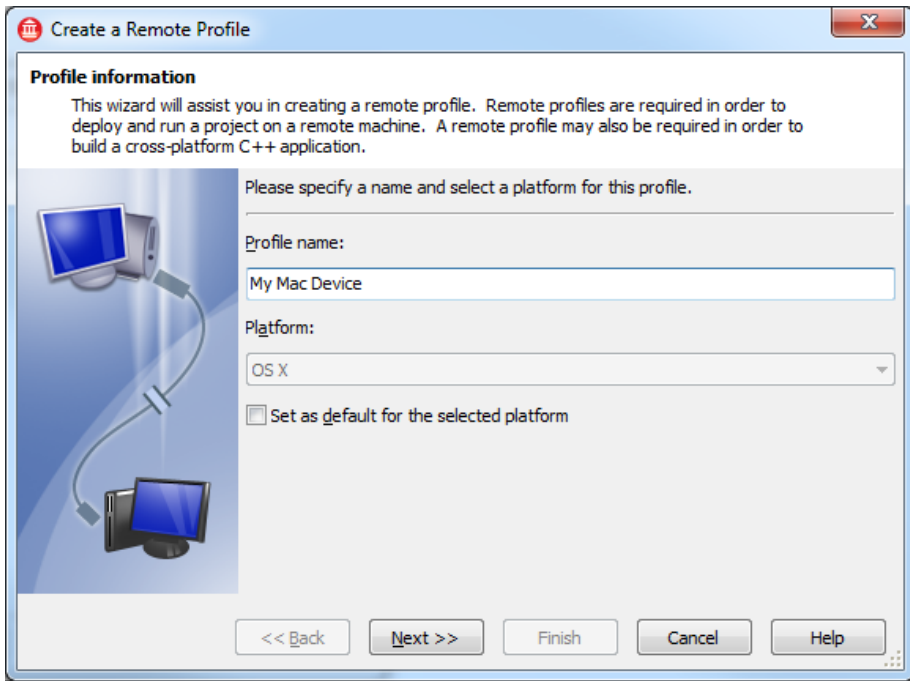 Create a Remote Profile
Profile information
This wizard will assist you in creating a remote profile.  Remote profiles are required in order to
deploy and run a project on a remote machine.  A remote profile may also be required in order to
build a cross-platform C++ application.
Please specify a name and select a platform for this profile.
Profile name:
My Mac Device
Platform:
OS X
Set as default for the selected platform
<< Back Next >> Finish Cancel Help